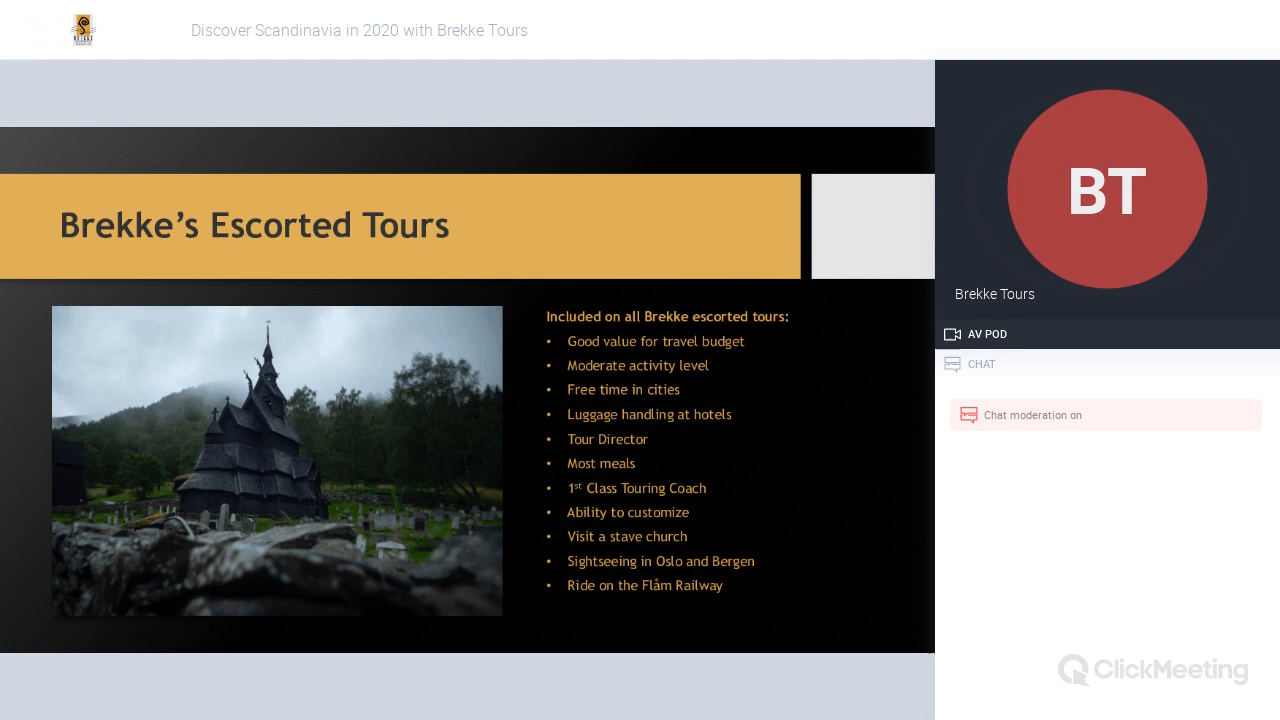 Discover Scandinavia in 2020 with Brekke Tours
Brekke's Escorted Tours
Included on all Brekke escorted tours:
• Good value for travel budget
• Moderate activity level
• Free time in cities
• Luggage handling at hotels
• Tour Director
• Most meals
• 1st Class Touring Coach
• Ability to customize
• Visit a stave church
• Sightseeing in Oslo and Bergen
• Ride on the Flåm Railway
BT
Brekke Tours
AV POD
CHAT
Chat moderation on
ClickMeeting